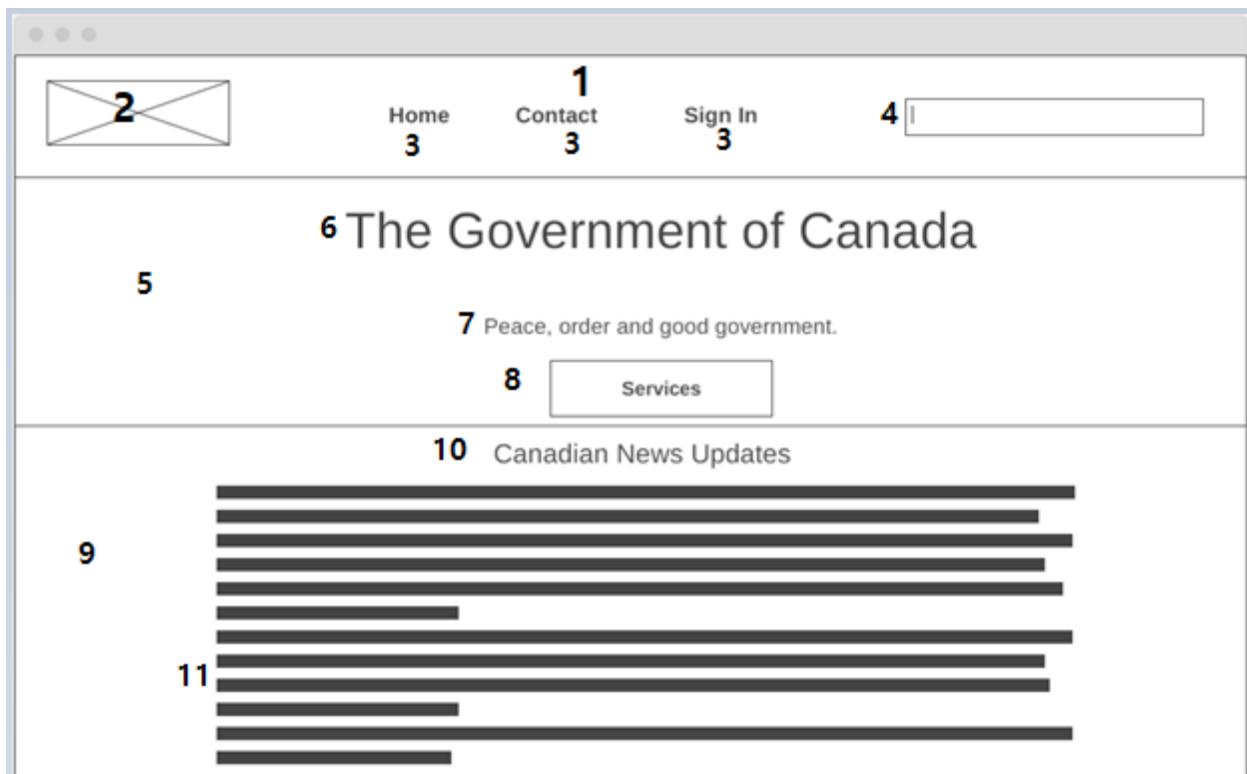 1
2
Home Contact Sign In
4
3 3 3
6 The Government of Canada
5
7 Peace, order and good government.
8 Services
10 Canadian News Updates
9
11